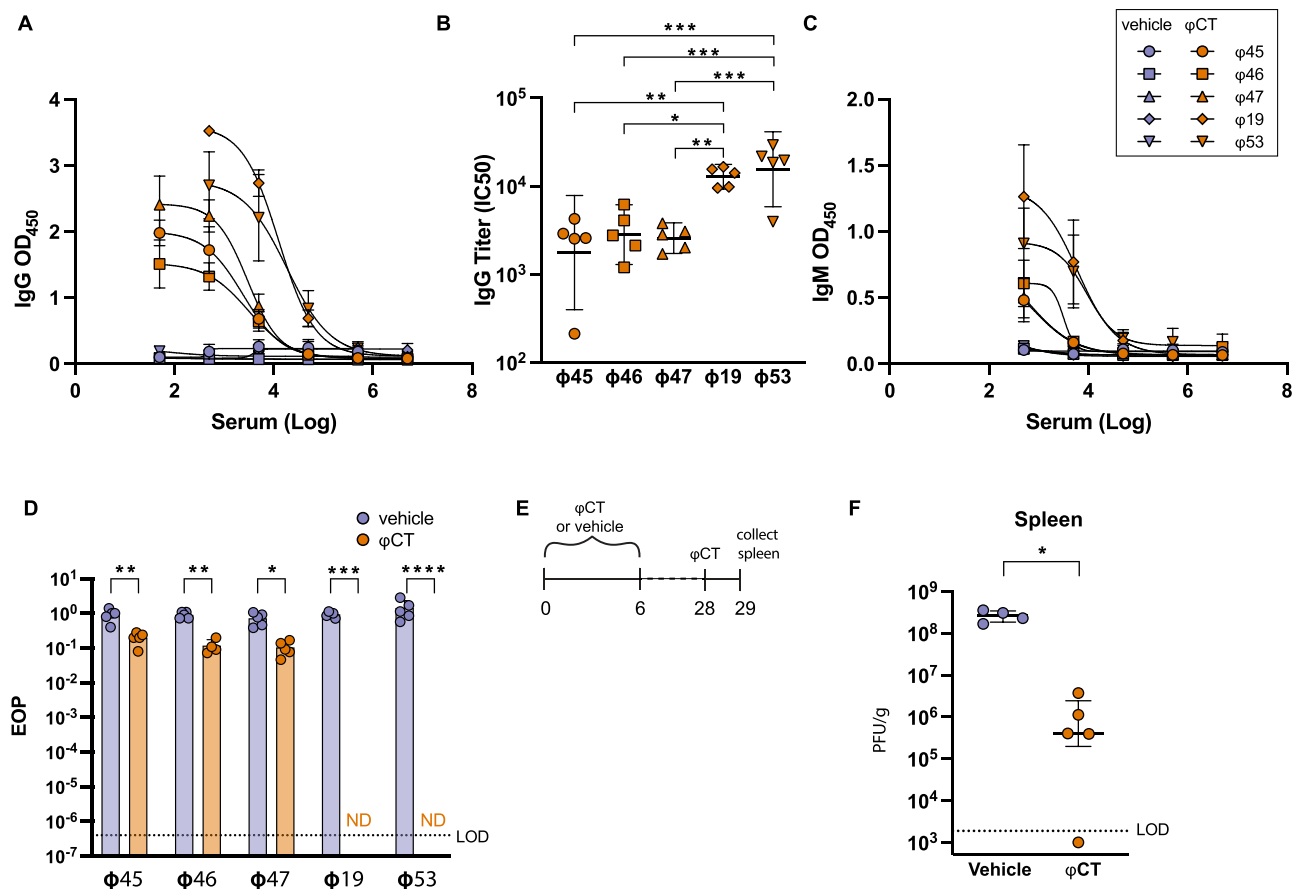 A
IgG OD450
4
3
2
1
0
0 2 4 6 8
Serum (Log)
B
IgG Titer (IC50)
***
***
***
**
*
**
10^5
10^4
10^3
10^2
ϕ45 ϕ46 ϕ47 ϕ19 ϕ53
C
IgM OD450
2.0
1.5
1.0
0.5
0.0
0 2 4 6 8
Serum (Log)
vehicle φCT
φ45
φ46
φ47
φ19
φ53
D
vehicle
φCT
EOP
** ** * *** ****
10^1
10^0
10^-1
10^-2
10^-3
10^-4
10^-5
10^-6
10^-7
ND ND
LOD
ϕ45 ϕ46 ϕ47 ϕ19 ϕ53
E
φCT
or vehicle
φCT
collect
spleen
0 6 28 29
F
Spleen
*
PFU/g
10^9
10^8
10^7
10^6
10^5
10^4
10^3
LOD
Vehicle φCT